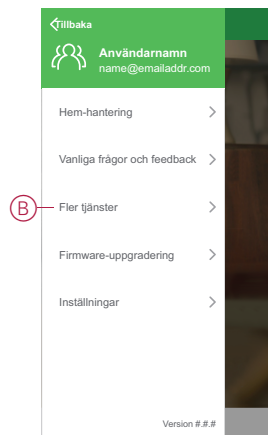 Tillbaka
Användarnamn
name@emailaddr.com
Hem-hantering
Vanliga frågor och feedback
B
Fler tjänster
Firmware-uppgradering
Inställningar
Version #.#.#